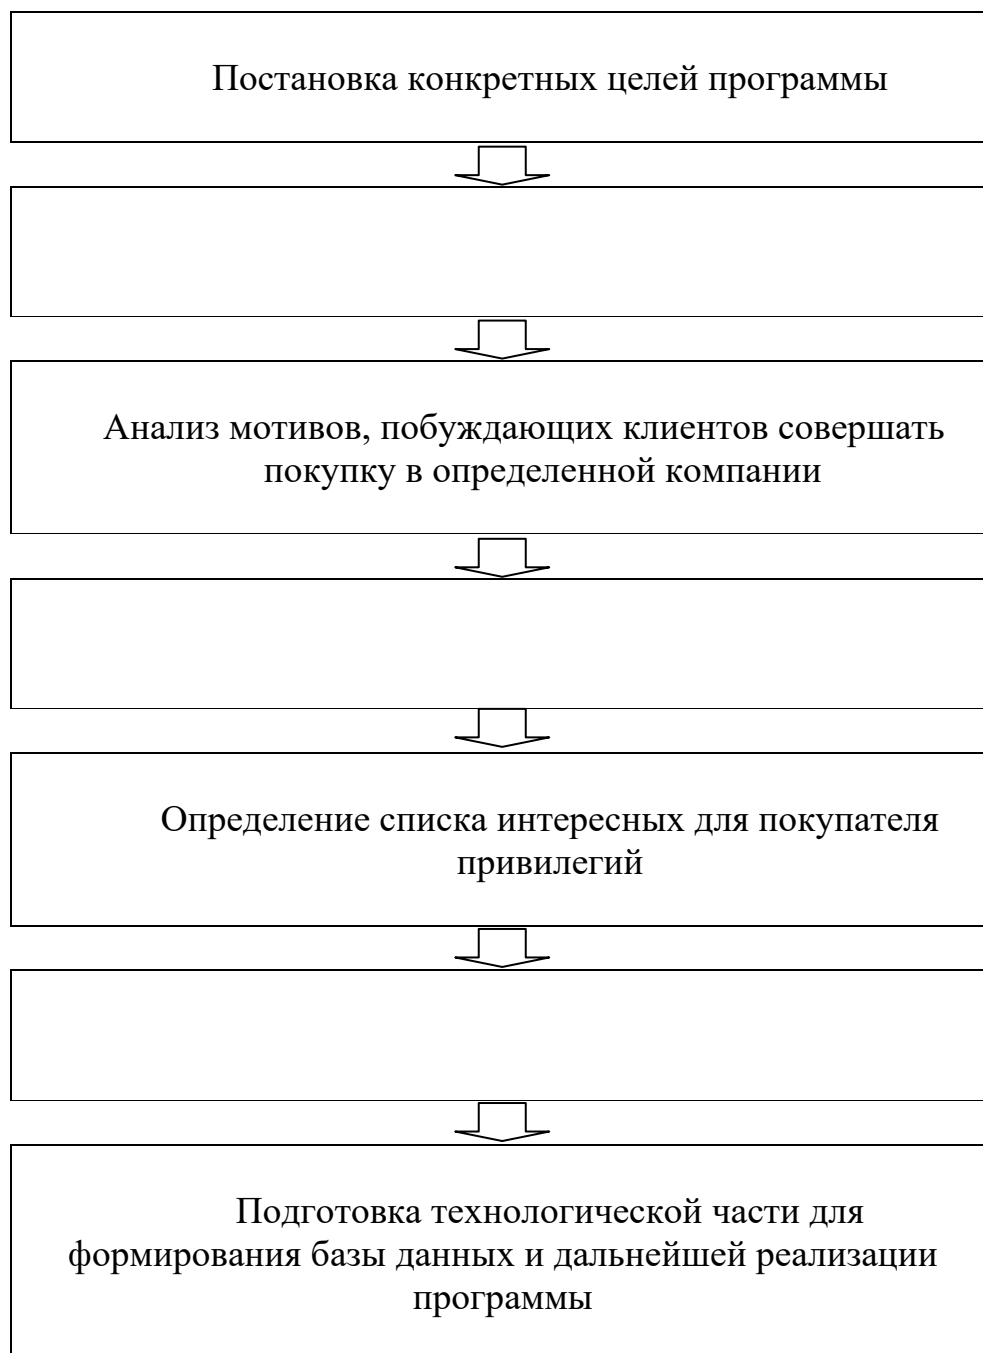 Постановка конкретных целей программы
Анализ мотивов, побуждающих клиентов совершать
покупку в определенной компании
Определение списка интересных для покупателя
привилегий
Подготовка технологической части для
формирования базы данных и дальнейшей реализации
программы